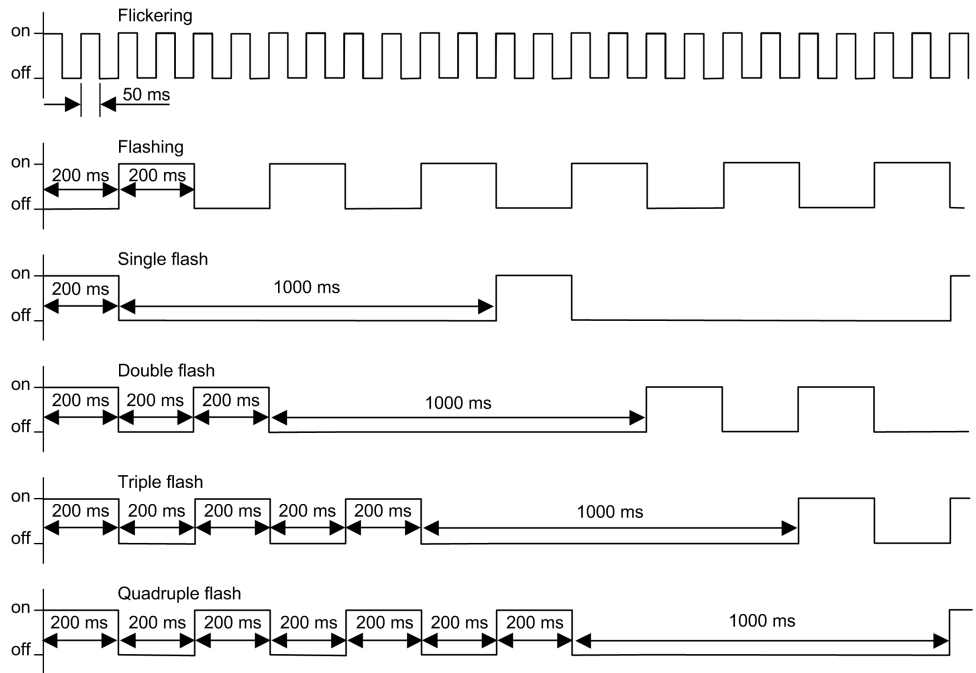 Flickering
on
off
50 ms
Flashing
on
200 ms 200 ms
off
Single flash
on
200 ms 1000 ms
off
Double flash
on
200 ms 200 ms 200 ms 1000 ms
off
Triple flash
on
200 ms 200 ms 200 ms 200 ms 200 ms 1000 ms
off
Quadruple flash
on
200 ms 200 ms 200 ms 200 ms 200 ms 200 ms 200 ms 1000 ms
off